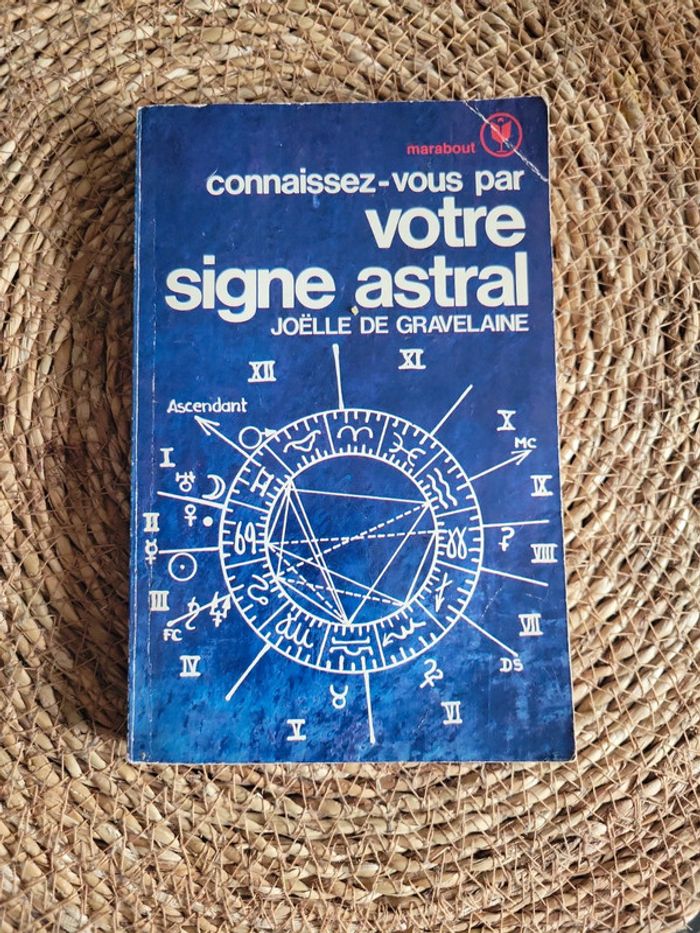 marabout
connaissez-vous par
votre
signe astral
JOËLLE DE GRAVELAINE
XII
XI
Ascendant
X
MC
I
IX
II
VIII
III
FC
VII
DS
IV
VI
V